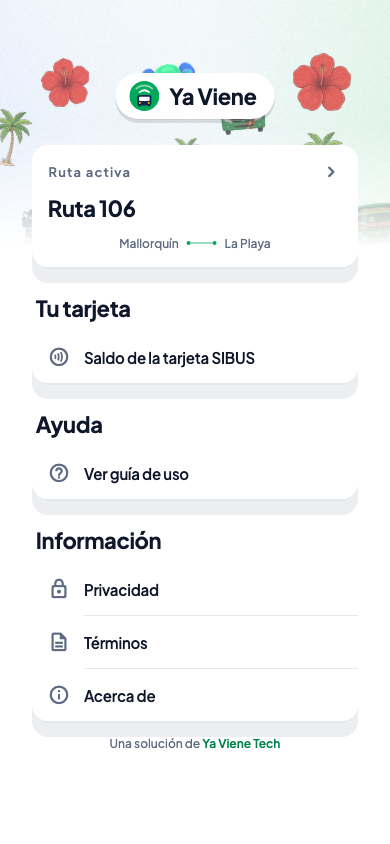 Ya Viene
Ruta activa
Ruta 106
Mallorquín La Playa
Tu tarjeta
Saldo de la tarjeta SIBUS
Ayuda
Ver guía de uso
Información
Privacidad
Términos
Acerca de
Una solución de Ya Viene Tech